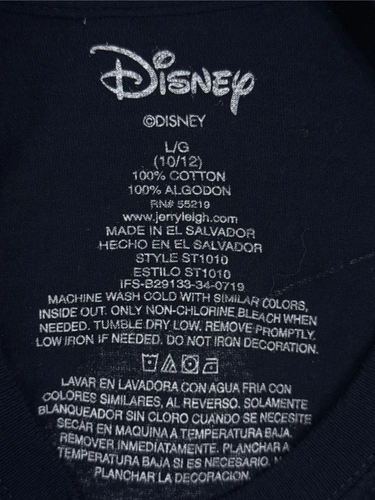 Disney
©DISNEY
L/G
(10/12)
100% COTTON
100% ALGODON
RN# 55219
www.jerryleigh.com
MADE IN EL SALVADOR
HECHO EN EL SALVADOR
STYLE ST1010
ESTILO ST1010
IFS-B29133-34-0719
MACHINE WASH COLD WITH SIMILAR COLORS,
INSIDE OUT. ONLY NON-CHLORINE BLEACH WHEN
NEEDED. TUMBLE DRY LOW. REMOVE PROMPTLY.
LOW IRON IF NEEDED. DO NOT IRON DECORATION.
LAVAR EN LAVADORA CON AGUA FRIA CON
COLORES SIMILARES, AL REVERSO. SOLAMENTE
BLANQUEADOR SIN CLORO CUANDO SE NECESITE
SECAR EN MAQUINA A TEMPERATURA BAJA.
REMOVER INMEDIATAMENTE. PLANCHAR A
TEMPERATURA BAJA SI ES NECESARIO. NO
PLANCHAR LA DECORACION.